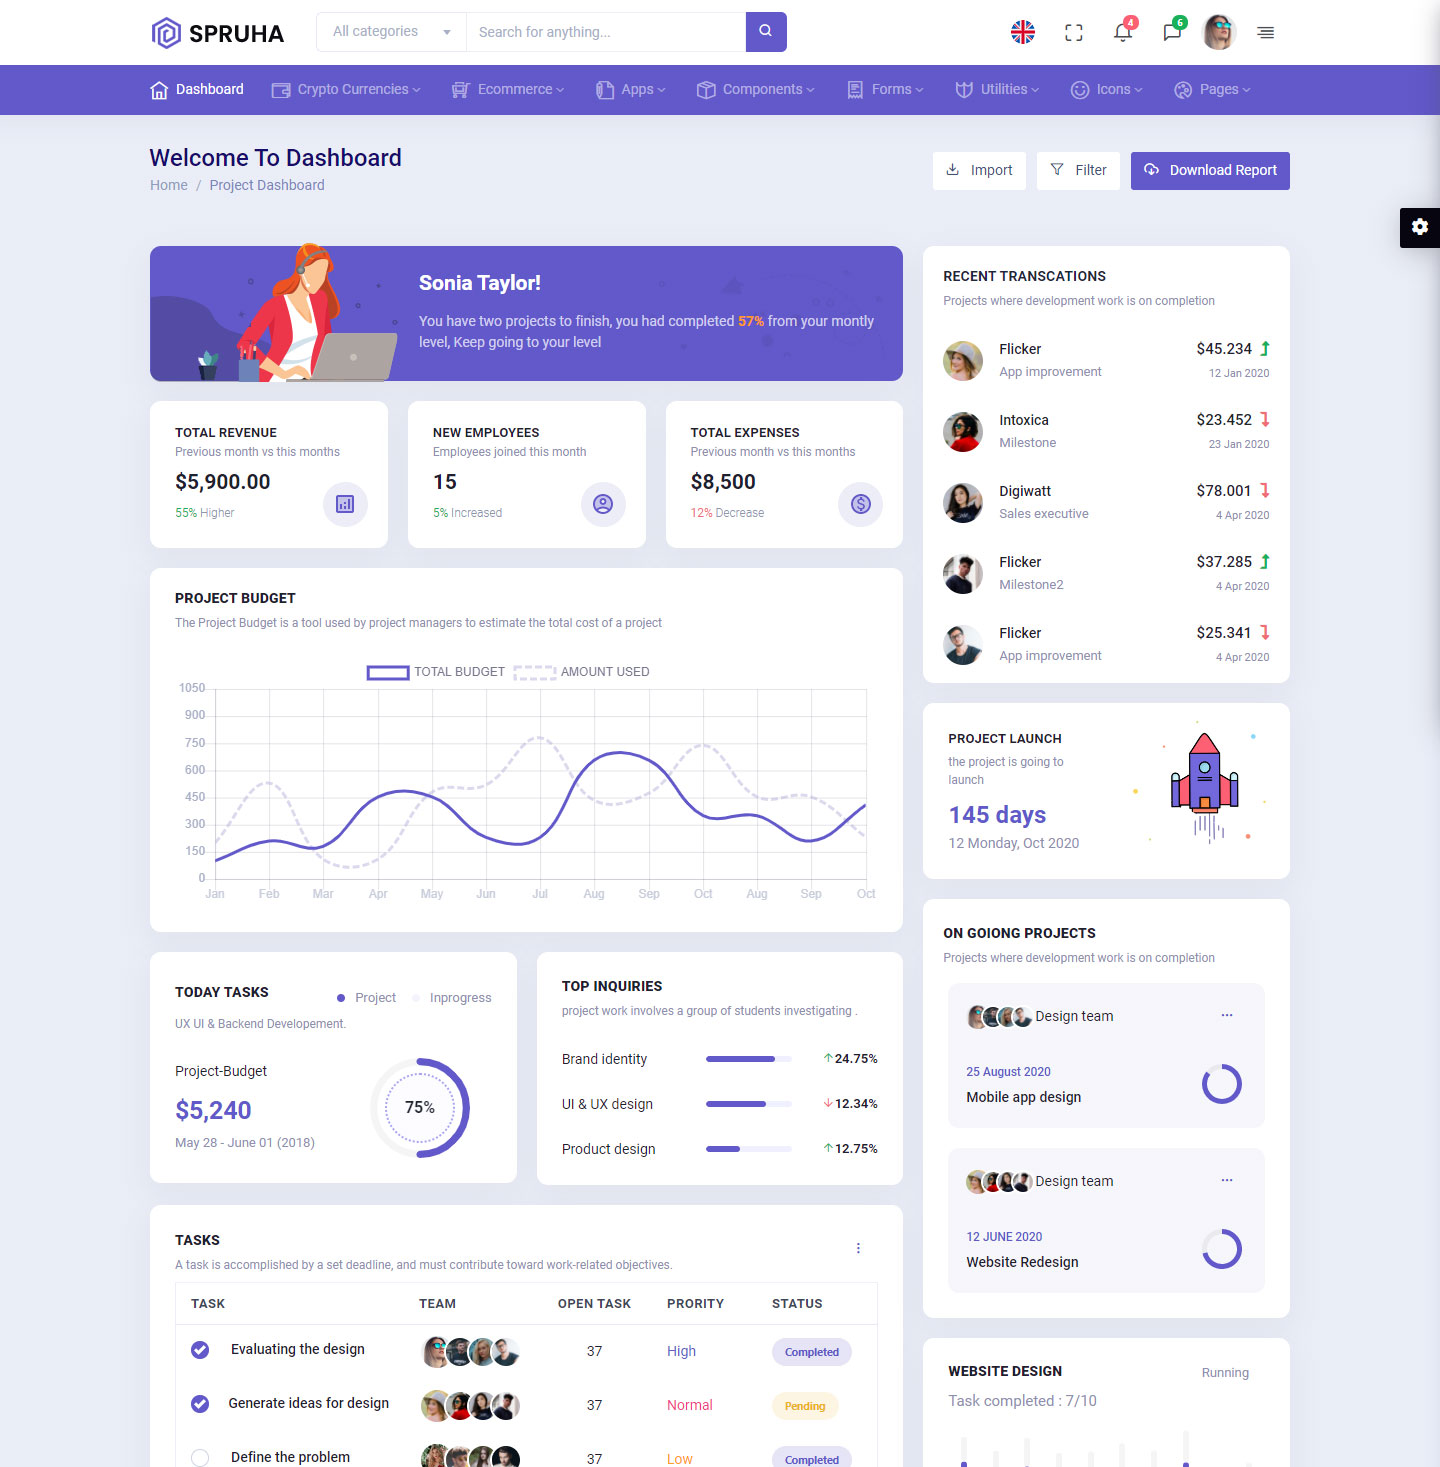 SPRUHA
All categories
Search for anything...
4
6
Dashboard
Crypto Currencies
Ecommerce
Apps
Components
Forms
Utilities
Icons
Pages
Welcome To Dashboard
Home / Project Dashboard
Import
Filter
Download Report
Sonia Taylor!
You have two projects to finish, you had completed 57% from your montly
level, Keep going to your level
TOTAL REVENUE
Previous month vs this months
$5,900.00
55% Higher
NEW EMPLOYEES
Employees joined this month
15
5% Increased
TOTAL EXPENSES
Previous month vs this months
$8,500
12% Decrease
PROJECT BUDGET
The Project Budget is a tool used by project managers to estimate the total cost of a project
TOTAL BUDGET
AMOUNT USED
1050
900
750
600
450
300
150
0
Jan Feb Mar Apr May Jun Jul Aug Sep Oct Aug Sep Oct
TODAY TASKS
Project
Inprogress
UX UI & Backend Developement.
Project-Budget
$5,240
May 28 - June 01 (2018)
75%
TOP INQUIRIES
project work involves a group of students investigating .
Brand identity
24.75%
UI & UX design
12.34%
Product design
12.75%
TASKS
A task is accomplished by a set deadline, and must contribute toward work-related objectives.
TASK TEAM OPEN TASK PRORITY STATUS
Evaluating the design 37 High Completed
Generate ideas for design 37 Normal Pending
Define the problem 37 Low Completed
RECENT TRANSCATIONS
Projects where development work is on completion
Flicker $45.234
App improvement 12 Jan 2020
Intoxica $23.452
Milestone 23 Jan 2020
Digiwatt $78.001
Sales executive 4 Apr 2020
Flicker $37.285
Milestone2 4 Apr 2020
Flicker $25.341
App improvement 4 Apr 2020
PROJECT LAUNCH
the project is going to
launch
145 days
12 Monday, Oct 2020
ON GOIONG PROJECTS
Projects where development work is on completion
Design team
25 August 2020
Mobile app design
Design team
12 JUNE 2020
Website Redesign
WEBSITE DESIGN
Running
Task completed : 7/10